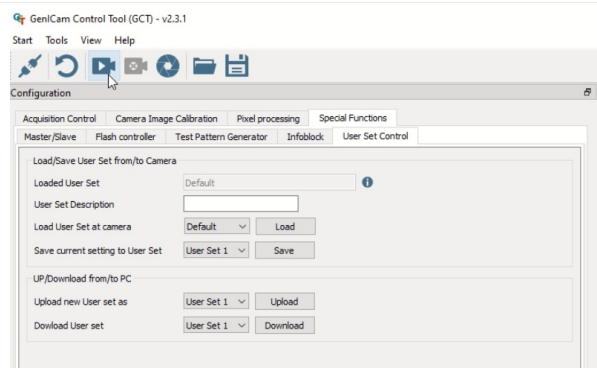 GenICam Control Tool (GCT) - v2.3.1
Start Tools View Help
Configuration
Acquisition Control Camera Image Calibration Pixel processing Special Functions
Master/Slave Flash controller Test Pattern Generator Infoblock User Set Control
Load/Save User Set from/to Camera
Loaded User Set Default
User Set Description
Load User Set at camera Default Load
Save current setting to User Set User Set 1 Save
UP/Download from/to PC
Upload new User set as User Set 1 Upload
Dowload User set User Set 1 Download